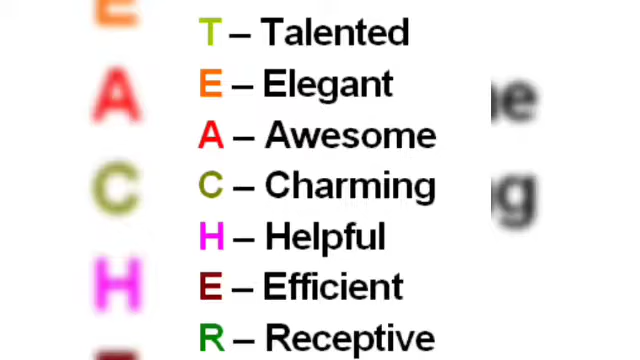 T – Talented
E – Elegant
A – Awesome
C – Charming
H – Helpful
E – Efficient
R – Receptive